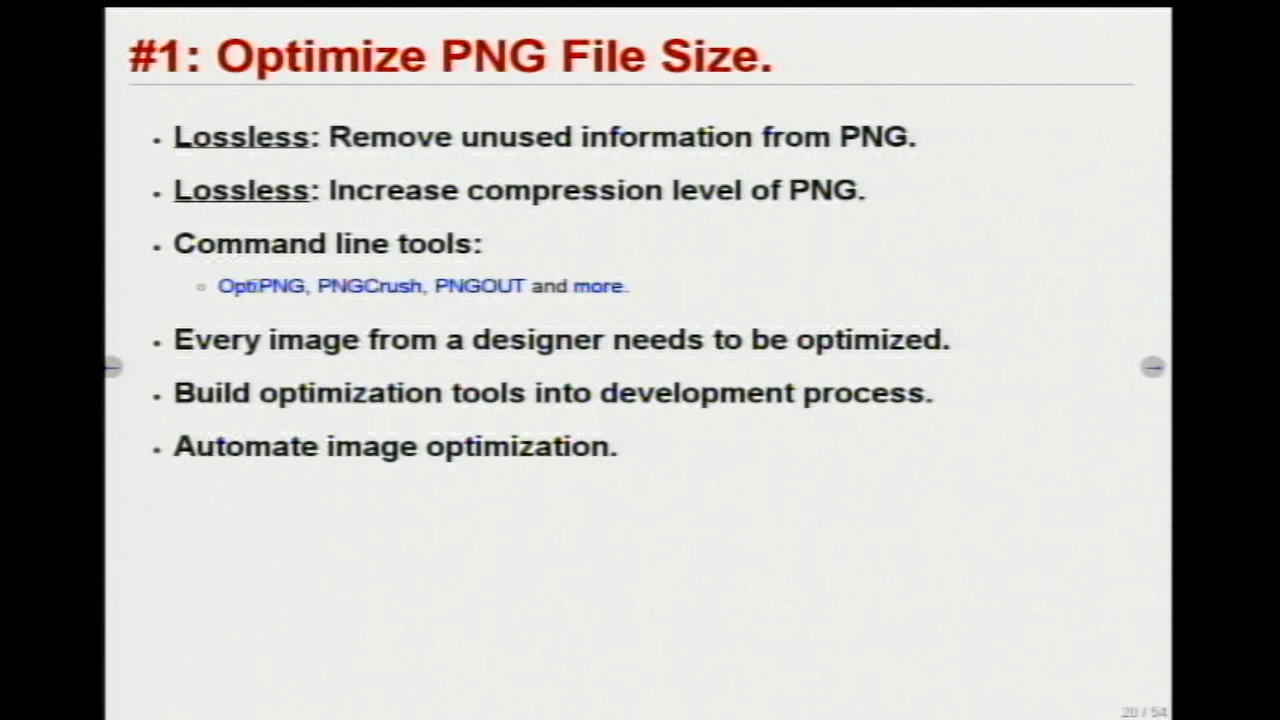 #1: Optimize PNG File Size.
Lossless: Remove unused information from PNG.
Lossless: Increase compression level of PNG.
Command line tools:
OptiPNG, PNGCrush, PNGOUT and more.
Every image from a designer needs to be optimized.
Build optimization tools into development process.
Automate image optimization.
20 / 54